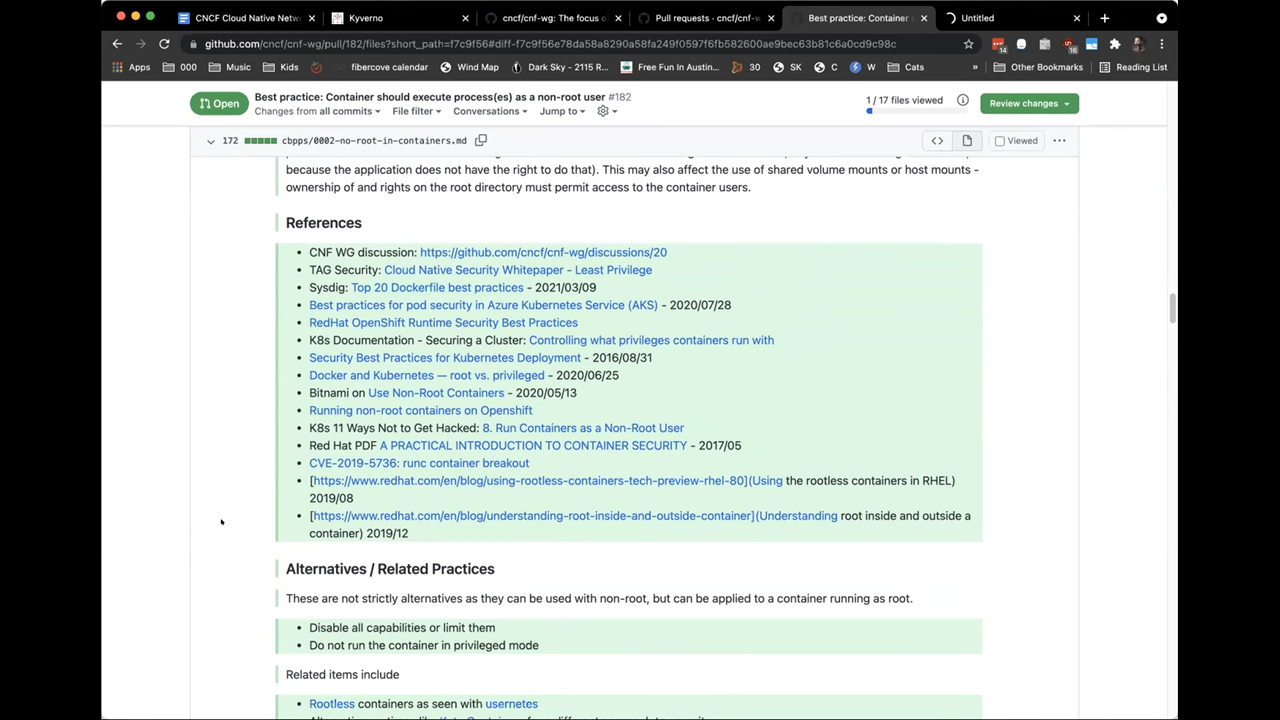 CNCF Cloud Native Netw
Kyverno
cncf/cnf-wg: The focus o
Pull requests · cncf/cnf-w
Best practice: Container
Untitled
github.com/cncf/cnf-wg/pull/182/files?short_path=f7c9f56#diff-f7c9f56e78da58a8290a58fa249f0597f6fb582600ae9bec63b81c6a0cd9c98c
Apps
000
Music
Kids
fibercove calendar
Wind Map
Dark Sky - 2115 R...
Free Fun In Austin...
30
SK
C
W
Cats
»
Other Bookmarks
Reading List
Open
Best practice: Container should execute process(es) as a non-root user #182
Changes from all commits
File filter
Conversations
Jump to
1 / 17 files viewed
Review changes
172
cbpps/0002-no-root-in-containers.md
Viewed
because the application does not have the right to do that). This may also affect the use of shared volume mounts or host mounts -
ownership of and rights on the root directory must permit access to the container users.
References
• CNF WG discussion: https://github.com/cncf/cnf-wg/discussions/20
• TAG Security: Cloud Native Security Whitepaper - Least Privilege
• Sysdig: Top 20 Dockerfile best practices - 2021/03/09
• Best practices for pod security in Azure Kubernetes Service (AKS) - 2020/07/28
• RedHat OpenShift Runtime Security Best Practices
• K8s Documentation - Securing a Cluster: Controlling what privileges containers run with
• Security Best Practices for Kubernetes Deployment - 2016/08/31
• Docker and Kubernetes — root vs. privileged - 2020/06/25
• Bitnami on Use Non-Root Containers - 2020/05/13
• Running non-root containers on Openshift
• K8s 11 Ways Not to Get Hacked: 8. Run Containers as a Non-Root User
• Red Hat PDF A PRACTICAL INTRODUCTION TO CONTAINER SECURITY - 2017/05
• CVE-2019-5736: runc container breakout
• [https://www.redhat.com/en/blog/using-rootless-containers-tech-preview-rhel-80](Using the rootless containers in RHEL)
2019/08
• [https://www.redhat.com/en/blog/understanding-root-inside-and-outside-container](Understanding root inside and outside a
container) 2019/12
Alternatives / Related Practices
These are not strictly alternatives as they can be used with non-root, but can be applied to a container running as root.
• Disable all capabilities or limit them
• Do not run the container in privileged mode
Related items include
• Rootless containers as seen with usernetes